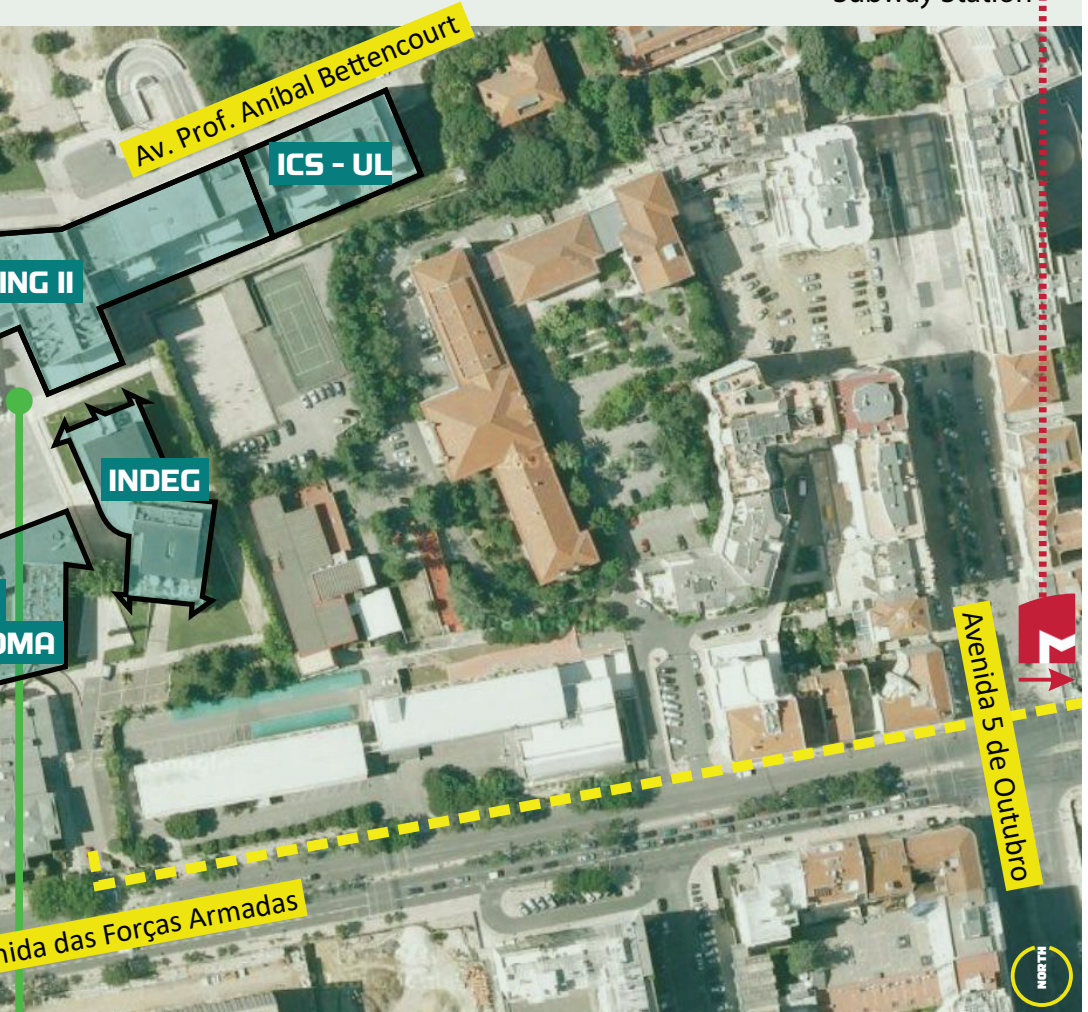 Subway Station
Av. Prof. Aníbal Bettencourt
ICS - UL
ING II
INDEG
OMA
Avenida 5 de Outubro
nida das Forças Armadas
NORTH